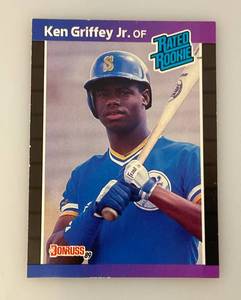 Ken Griffey Jr. OF
RATED
ROOKIE
S
DONRUSS '89